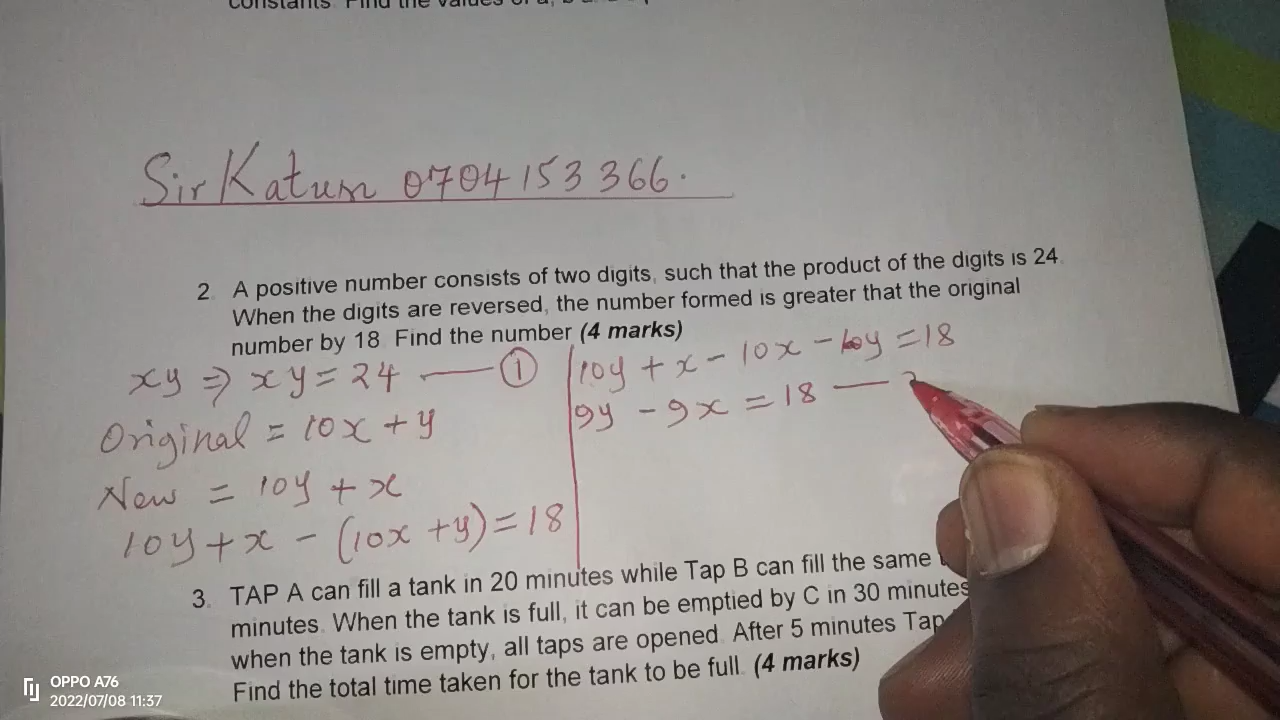 constants. Find the values of a, b
Sir Katum 0704153366.
2. A positive number consists of two digits, such that the product of the digits is 24.
When the digits are reversed, the number formed is greater that the original
number by 18 Find the number (4 marks)
xy ⇒ xy = 24 —— ①
Original = 10x + y
New = 10y + x
10y + x - (10x + y) = 18
10y + x - 10x - y = 18
9y - 9x = 18 ——
3. TAP A can fill a tank in 20 minutes while Tap B can fill the same
minutes. When the tank is full, it can be emptied by C in 30 minutes
when the tank is empty, all taps are opened. After 5 minutes Tap
Find the total time taken for the tank to be full. (4 marks)
OPPO A76
2022/07/08 11:37